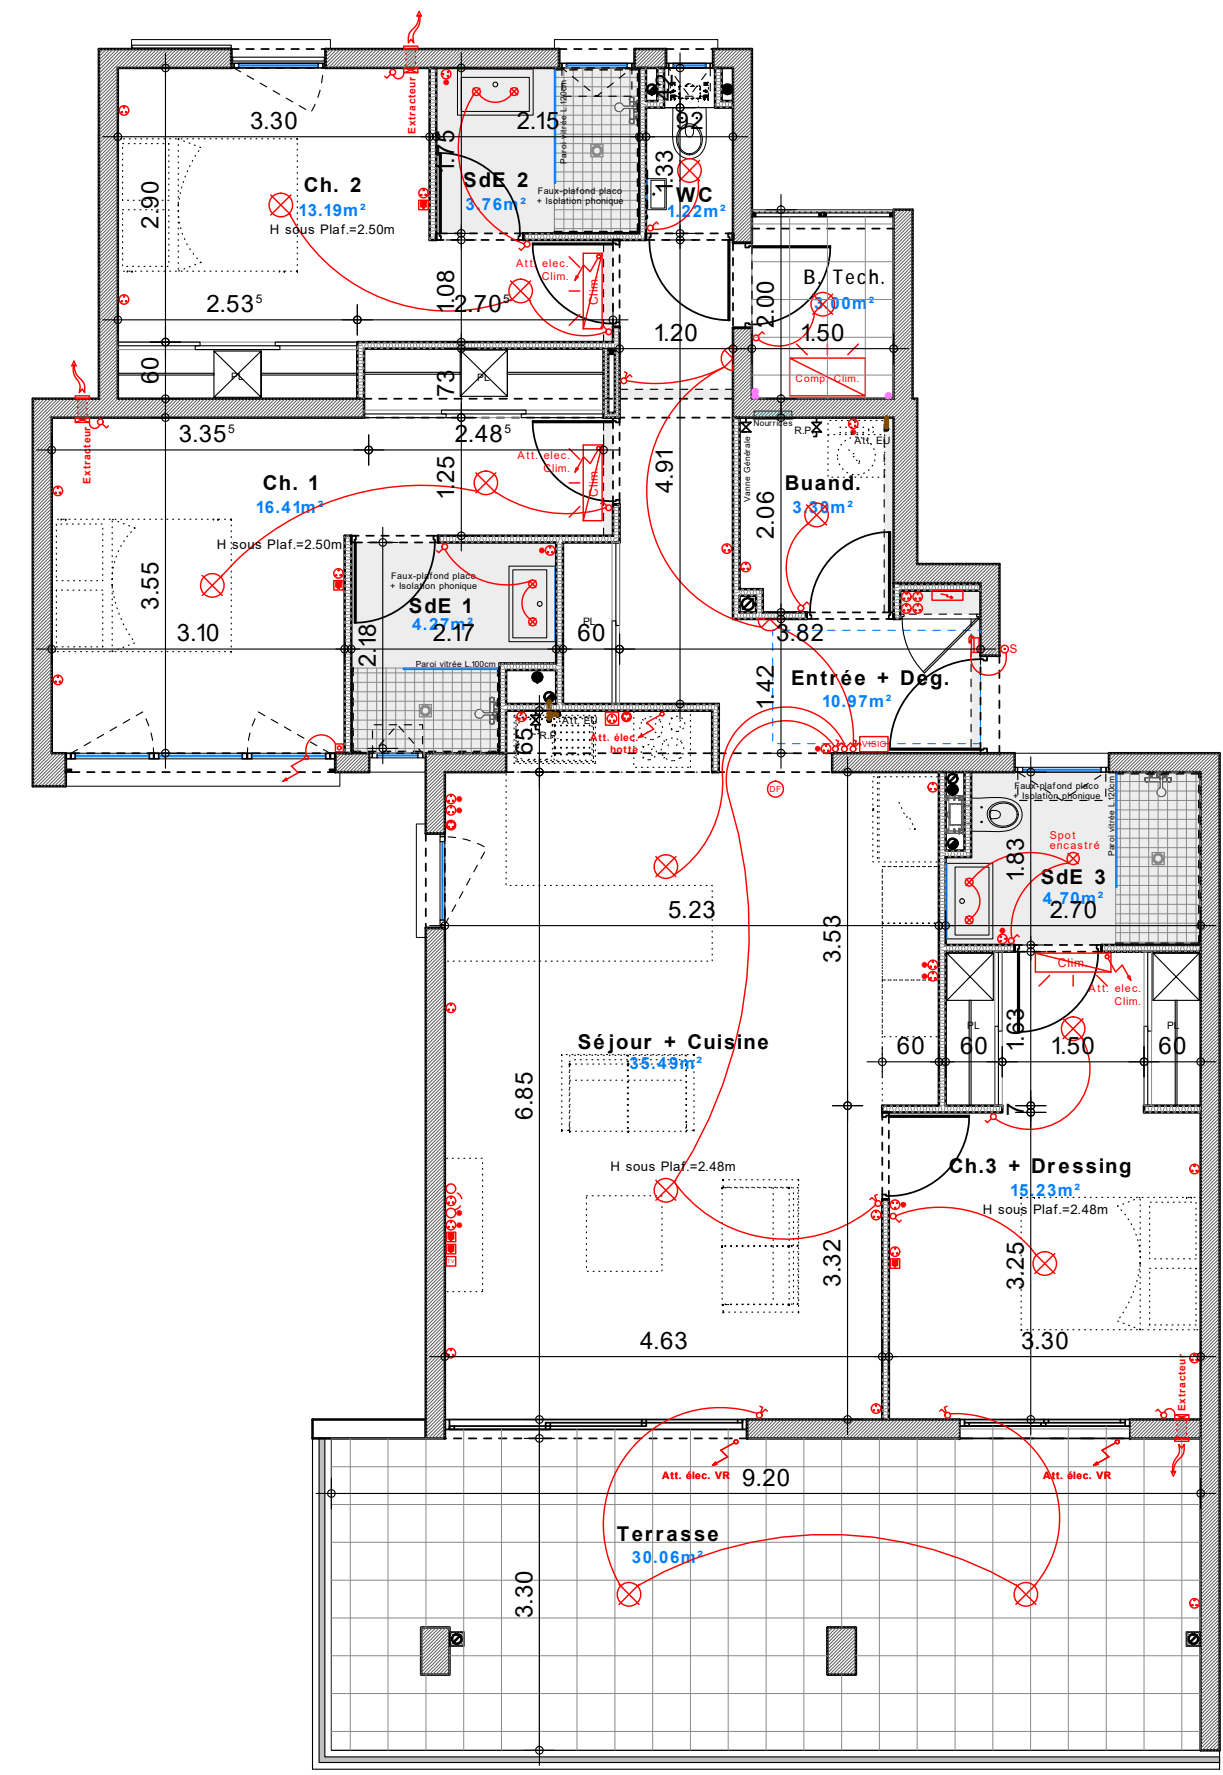 Extracteur
3.30
2.15
72
92
1.75
Paroi vitrée L.120cm
1.33
Ch. 2
13.19m²
H sous Plaf.=2.50m
2.90
SdE 2
3.76m²
Faux-plafond placo
+ Isolation phonique
WC
1.22m²
Att. elec.
Clim.
Clim.
1.08
2.53⁵
2.70⁵
B. Tech.
3.00m²
2.00
1.20
1.50
Comp. Clim.
60
PL
73
PL
Extracteur
3.35⁵
2.48⁵
Nourrices
R.P
Att. EU
Vanne Générale
Att. elec.
Clim.
Clim.
1.25
4.91
Ch. 1
16.41m²
H sous Plaf.=2.50m
Buand.
3.30m²
2.06
3.55
Faux-plafond placo
+ Isolation phonique
SdE 1
4.27m²
3.10
2.18
2.17
PL
60
3.82
S
Paroi vitrée L.100cm
1.42
Entrée + Dég.
10.97m²
65
Att. EU
R.P
Att. élec.
hotte
VISIO
DF
Faux-plafond placo
+ Isolation phonique
Paroi vitrée L.120cm
Spot
encastré
1.83
SdE 3
4.70m²
2.70
5.23
3.53
Clim.
Att. elec.
Clim.
1.63
PL
PL
60
60
1.50
60
Séjour + Cuisine
35.49m²
6.85
7
H sous Plaf.=2.48m
Ch.3 + Dressing
15.23m²
H sous Plaf.=2.48m
3.32
3.25
4.63
3.30
Extracteur
Att. élec. VR
9.20
Att. élec. VR
Terrasse
30.06m²
3.30